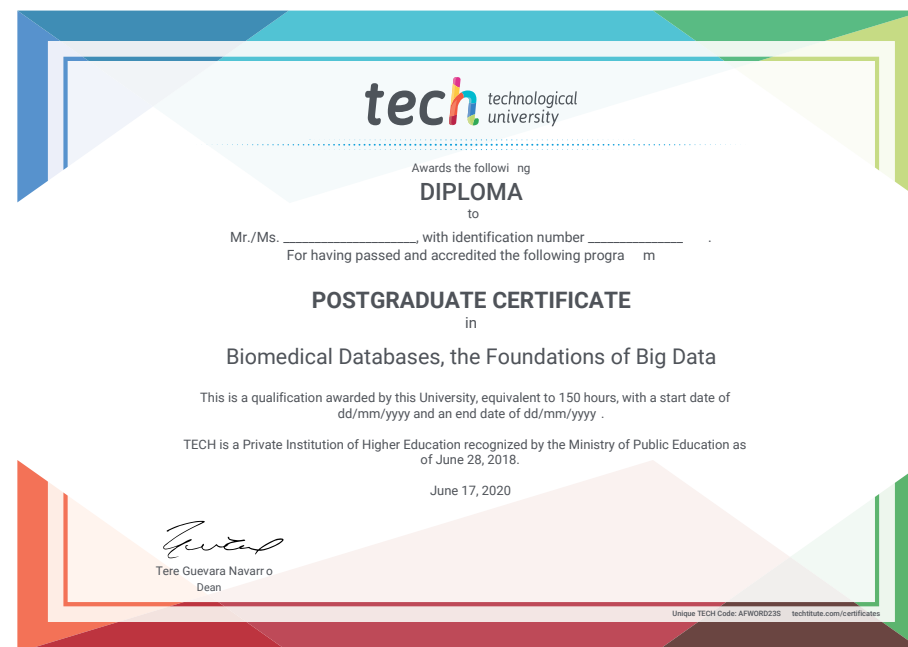 tech technological
university
Awards the followi ng
DIPLOMA
to
Mr./Ms. ____________________, with identification number ______________ .
For having passed and accredited the following progra m
POSTGRADUATE CERTIFICATE
in
Biomedical Databases, the Foundations of Big Data
This is a qualification awarded by this University, equivalent to 150 hours, with a start date of
dd/mm/yyyy and an end date of dd/mm/yyyy .
TECH is a Private Institution of Higher Education recognized by the Ministry of Public Education as
of June 28, 2018.
June 17, 2020
Tere Guevara Navarr o
Dean
Unique TECH Code: AFWORD23S techtitute.com/certificates